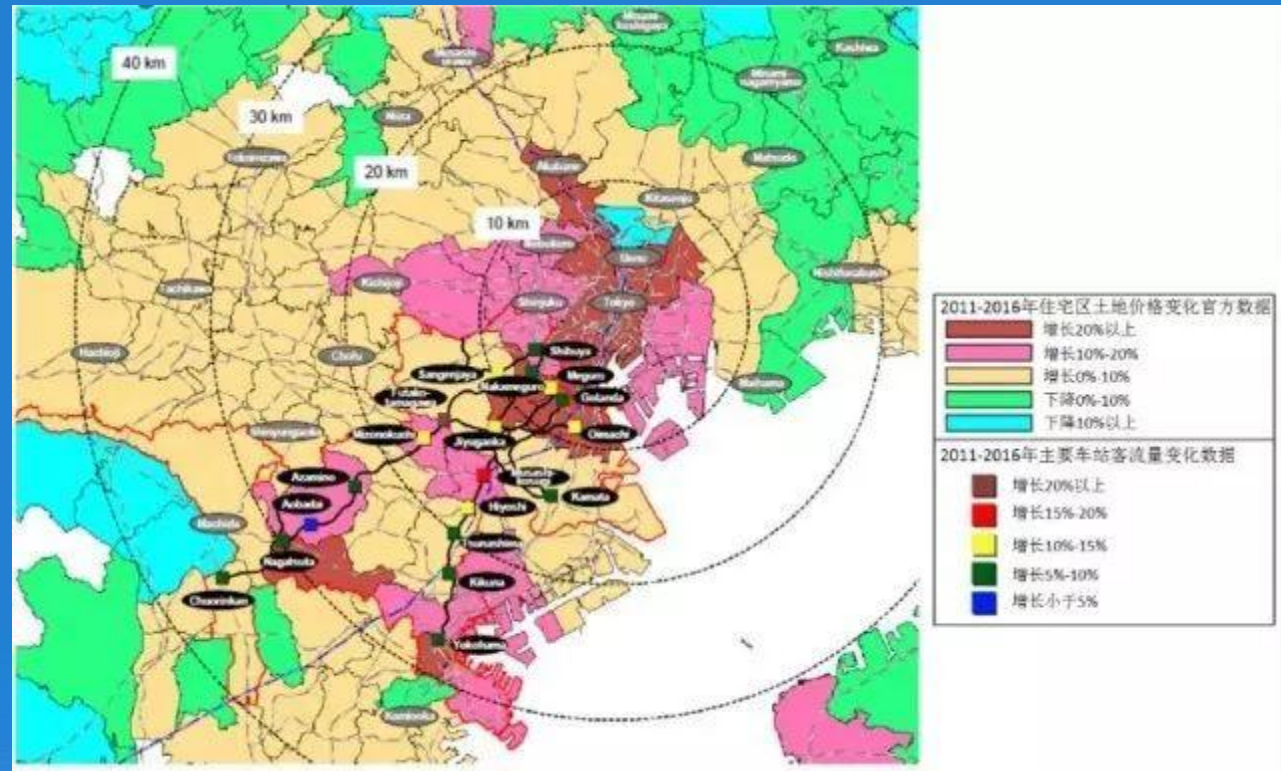 40 km
30 km
20 km
10 km
Kashiwa
Niiza
Tokorozawa
Matsudo
Ikebukuro
Ueno
Nishifunabashi
Kichijoji
Shinjuku
Tokyo
Tachikawa
Hachioji
Chofu
Shibuya
Maihama
Sangenjaya
Meguro
Nakameguro
Gotanda
Futako-
Mizonokuchi
Jiyugaoka
Oimachi
Azamino
Kamata
Aobadai
Hiyoshi
Machida
Tsunashima
Nagatsuta
Kikuna
Chuorinkan
Yokohama
Kamiooka
2011-2016年住宅区土地价格变化官方数据
增长20%以上
增长10%-20%
增长0%-10%
下降0%-10%
下降10%以上
2011-2016年主要车站客流量变化数据
增长20%以上
增长15%-20%
增长10%-15%
增长5%-10%
增长小于5%